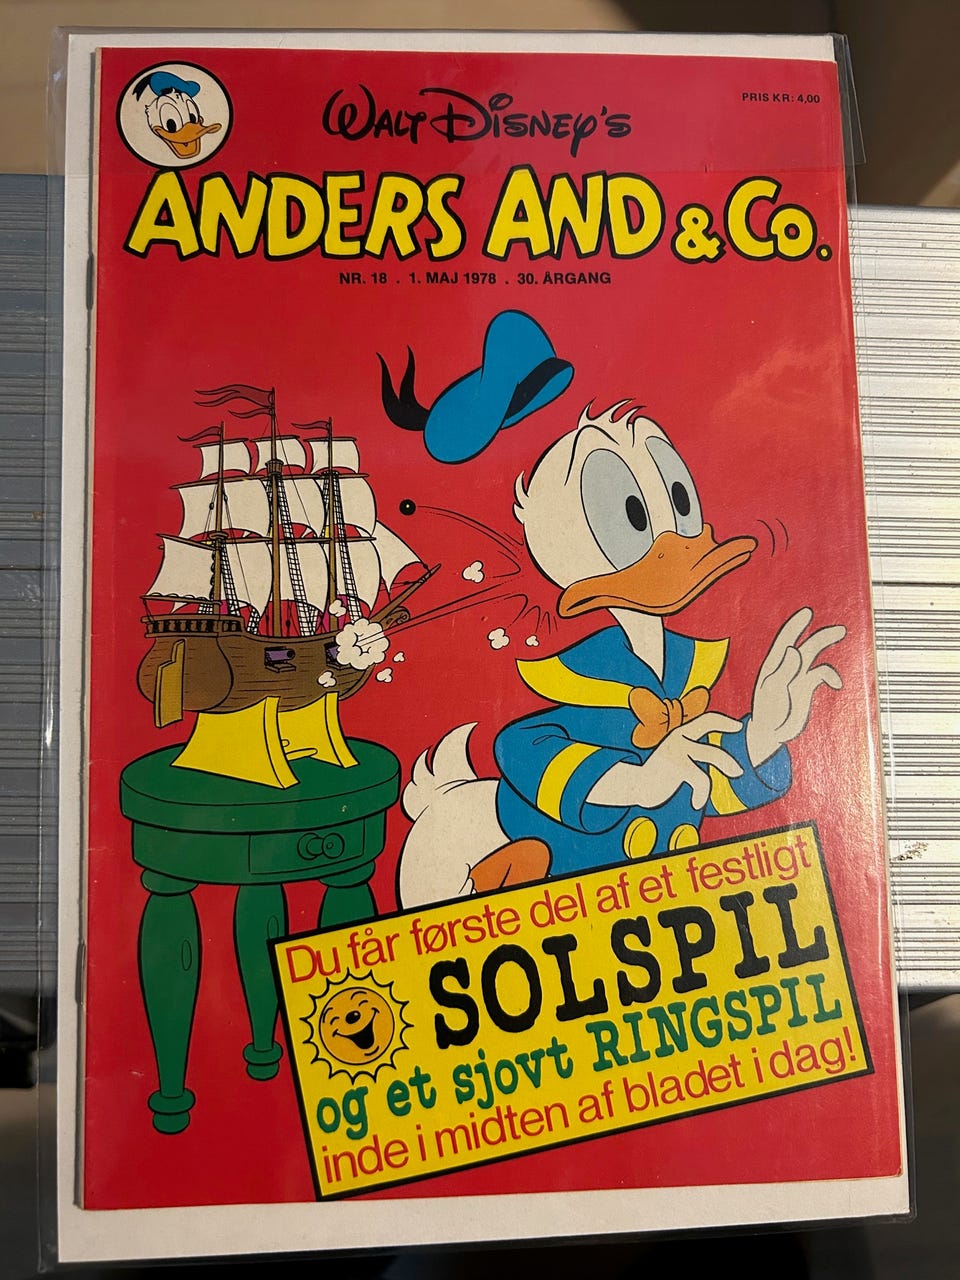 PRIS KR: 4,00
WALT DISNEY'S
ANDERS AND & Co.
NR. 18 . 1. MAJ 1978 . 30. ÅRGANG
Du får første del af et festligt
SOLSPIL
og et sjovt RINGSPIL
inde i midten af bladet i dag!